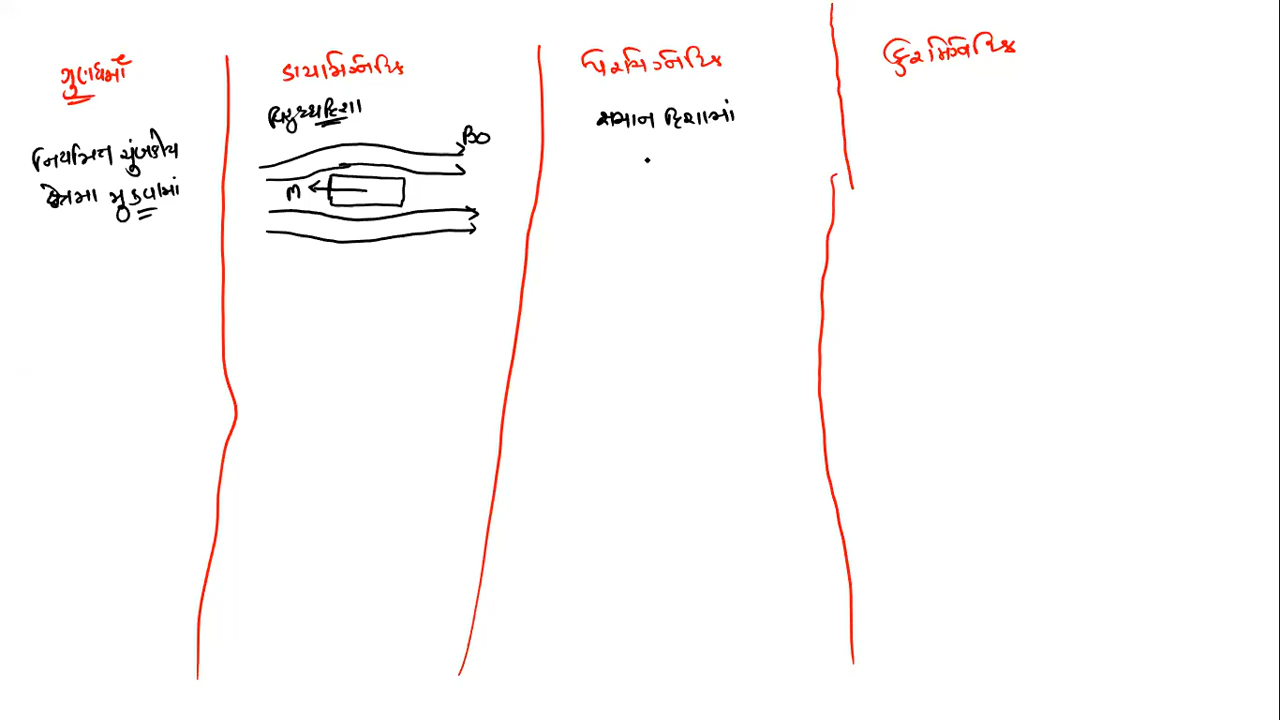 ગુણધર્મો
ડાયામેગ્નેટિક
પેરામેગ્નેટિક
ફેરોમેગ્નેટિક
નિયમિત ચુંબકીય
ક્ષેત્રમા મુકવામાં
વિરુધ્ધ દિશા
B0
M
સમાન દિશામાં